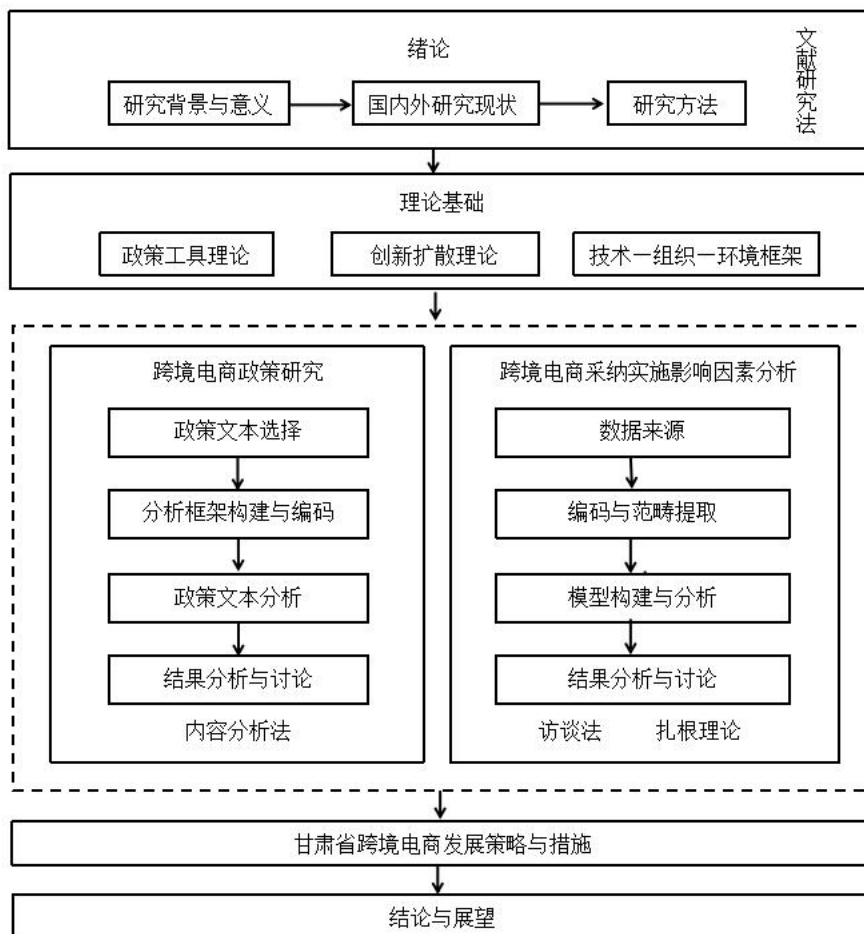 绪论
文献研究法
研究背景与意义
国内外研究现状
研究方法
理论基础
政策工具理论
创新扩散理论
技术—组织—环境框架
跨境电商政策研究
政策文本选择
分析框架构建与编码
政策文本分析
结果分析与讨论
内容分析法
跨境电商采纳实施影响因素分析
数据来源
编码与范畴提取
模型构建与分析
结果分析与讨论
访谈法
扎根理论
甘肃省跨境电商发展策略与措施
结论与展望